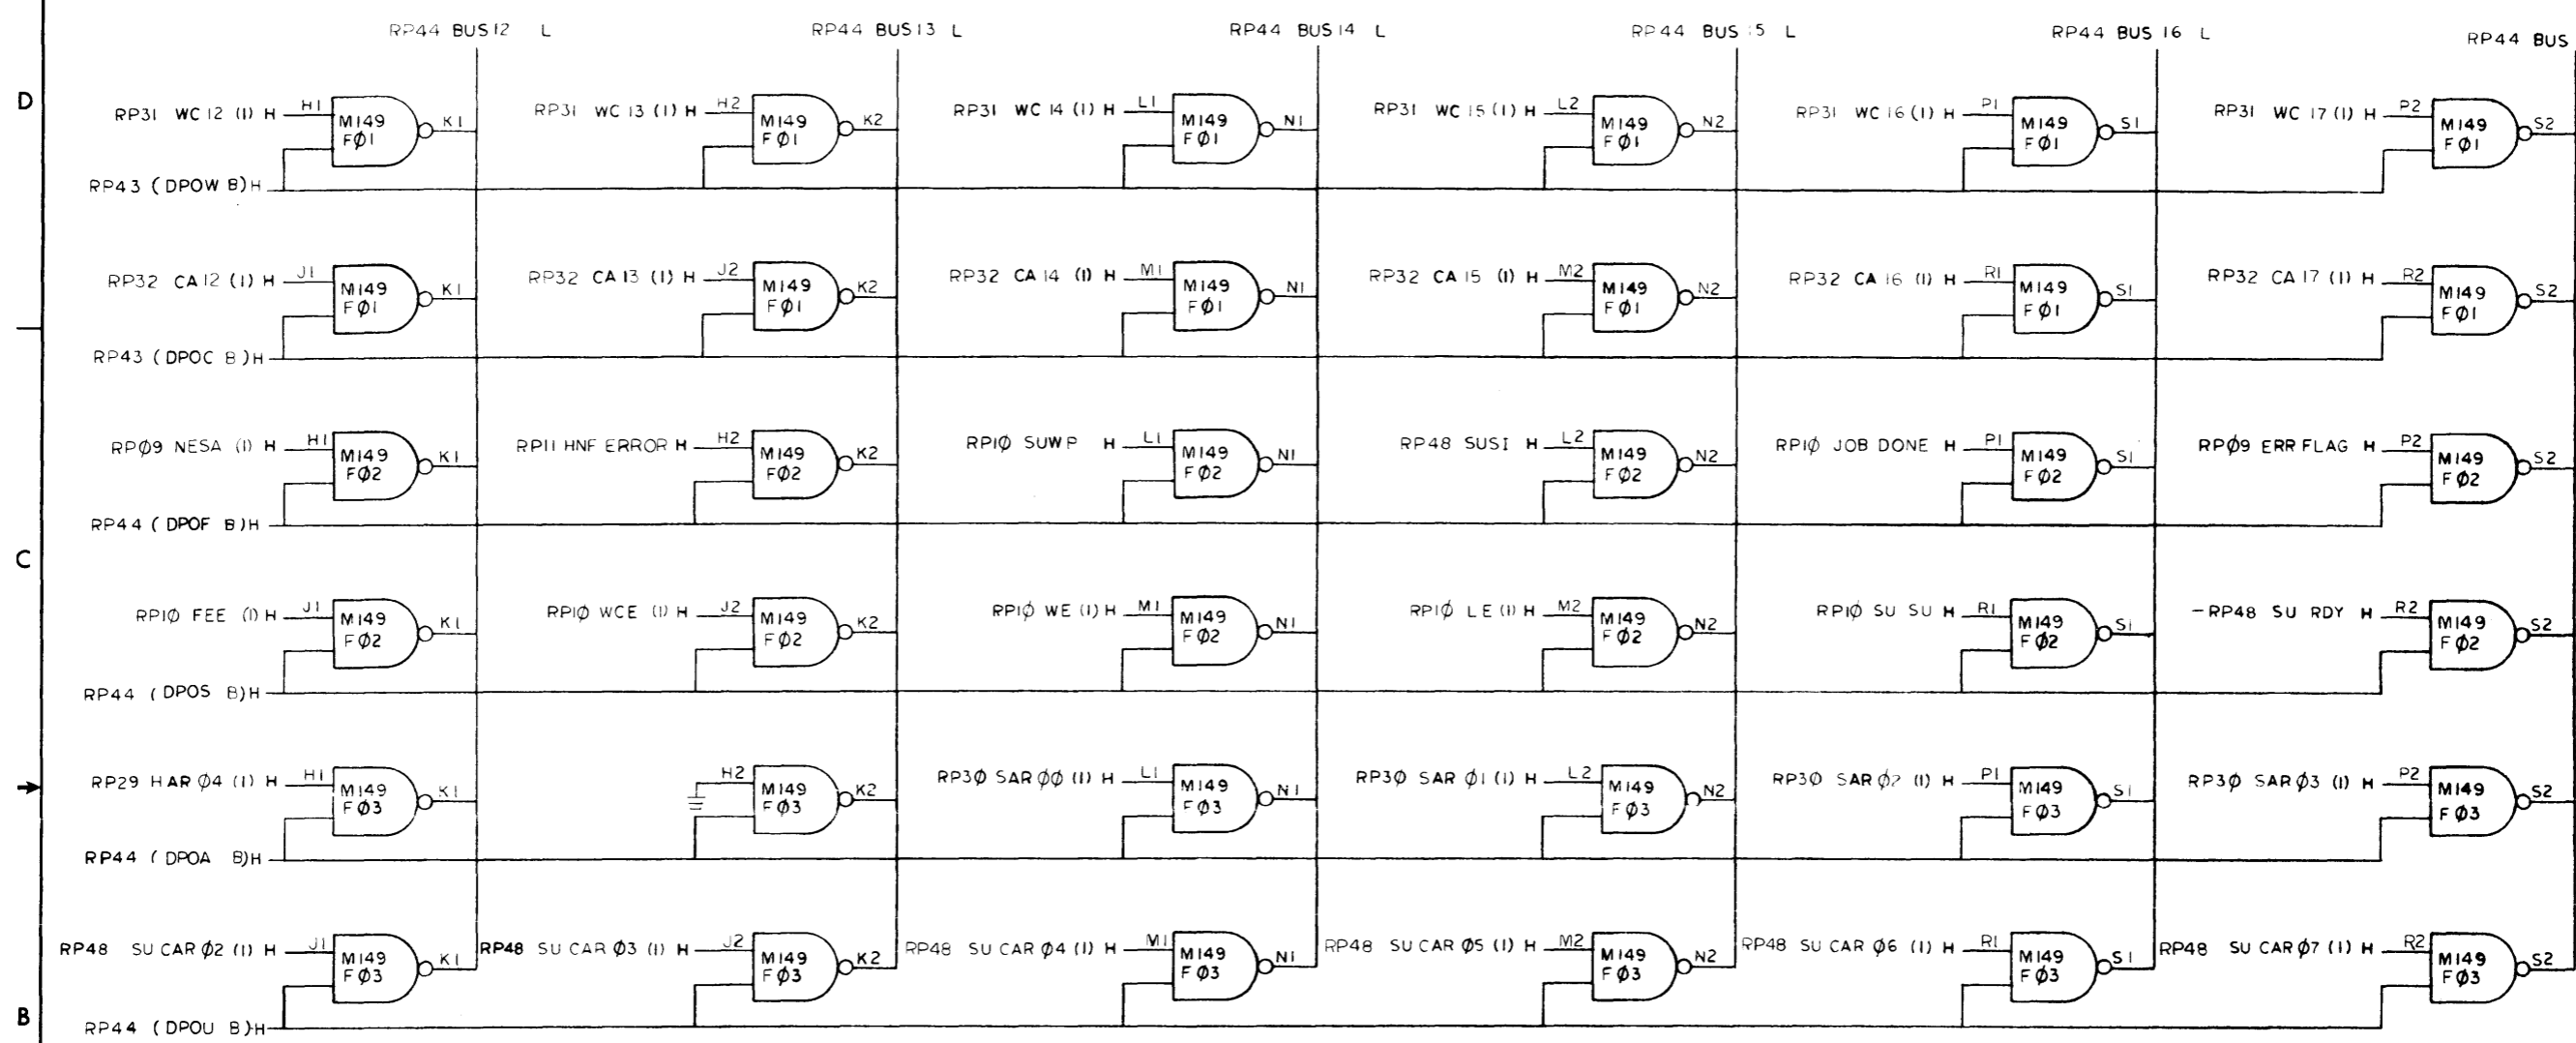 RP44 BUS 12 L
RP44 BUS 13 L
RP44 BUS 14 L
RP44 BUS 15 L
RP44 BUS 16 L
RP44 BUS
D
RP31 WC 12 (1) H H1 M149 FØ1 K1
RP31 WC 13 (1) H H2 M149 FØ1 K2
RP31 WC 14 (1) H L1 M149 FØ1 N1
RP31 WC 15 (1) H L2 M149 FØ1 N2
RP31 WC 16 (1) H P1 M149 FØ1 S1
RP31 WC 17 (1) H P2 M149 FØ1 S2
RP43 (DPOW B) H
RP32 CA 12 (1) H J1 M149 FØ1 K1
RP32 CA 13 (1) H J2 M149 FØ1 K2
RP32 CA 14 (1) H M1 M149 FØ1 N1
RP32 CA 15 (1) H M2 M149 FØ1 N2
RP32 CA 16 (1) H R1 M149 FØ1 S1
RP32 CA 17 (1) H R2 M149 FØ1 S2
RP43 (DPOC B) H
RPØ9 NESA (1) H H1 M149 FØ2 K1
RP11 HNF ERROR H H2 M149 FØ2 K2
RP1Ø SUWP H L1 M149 FØ2 N1
RP48 SUSI H L2 M149 FØ2 N2
RP1Ø JOB DONE H P1 M149 FØ2 S1
RPØ9 ERR FLAG H P2 M149 FØ2 S2
RP44 (DPOF B) H
C
RP1Ø FEE (1) H J1 M149 FØ2 K1
RP1Ø WCE (1) H J2 M149 FØ2 K2
RP1Ø WE (1) H M1 M149 FØ2 N1
RP1Ø LE (1) H M2 M149 FØ2 N2
RP1Ø SU SU H R1 M149 FØ2 S1
-RP48 SU RDY H R2 M149 FØ2 S2
RP44 (DPOS B) H
RP29 HAR Ø4 (1) H H1 M149 FØ3 K1
H2 M149 FØ3 K2
RP3Ø SAR ØØ (1) H L1 M149 FØ3 N1
RP3Ø SAR Ø1 (1) H L2 M149 FØ3 N2
RP3Ø SAR Ø2 (1) H P1 M149 FØ3 S1
RP3Ø SAR Ø3 (1) H P2 M149 FØ3 S2
RP44 (DPOA B) H
RP48 SU CAR Ø2 (1) H J1 M149 FØ3 K1
RP48 SU CAR Ø3 (1) H J2 M149 FØ3 K2
RP48 SU CAR Ø4 (1) H M1 M149 FØ3 N1
RP48 SU CAR Ø5 (1) H M2 M149 FØ3 N2
RP48 SU CAR Ø6 (1) H R1 M149 FØ3 S1
RP48 SU CAR Ø7 (1) H R2 M149 FØ3 S2
B
RP44 (DPOU B) H